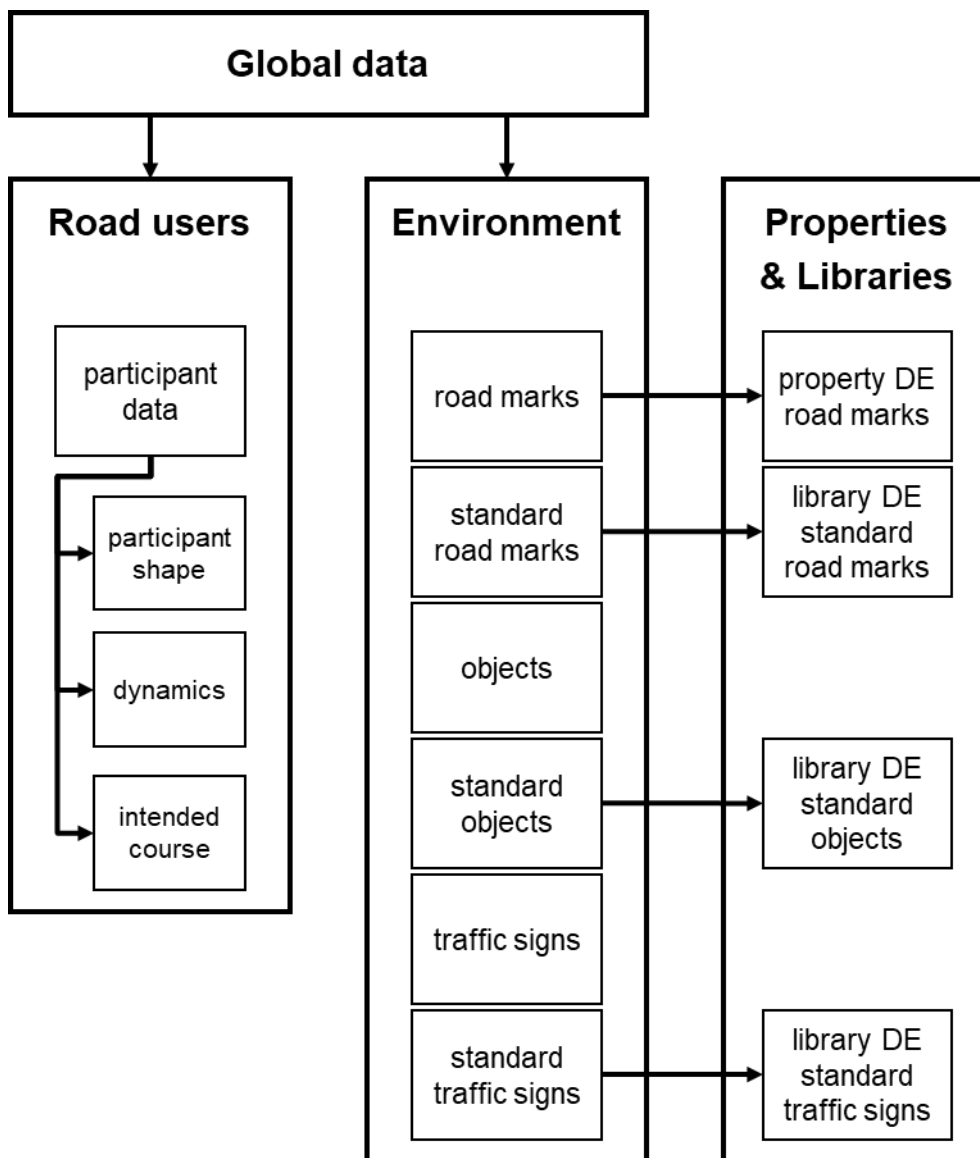 Global data
Road users
participant
data
participant
shape
dynamics
intended
course
Environment
road marks
standard
road marks
objects
standard
objects
traffic signs
standard
traffic signs
Properties
& Libraries
property DE
road marks
library DE
standard
road marks
library DE
standard
objects
library DE
standard
traffic signs